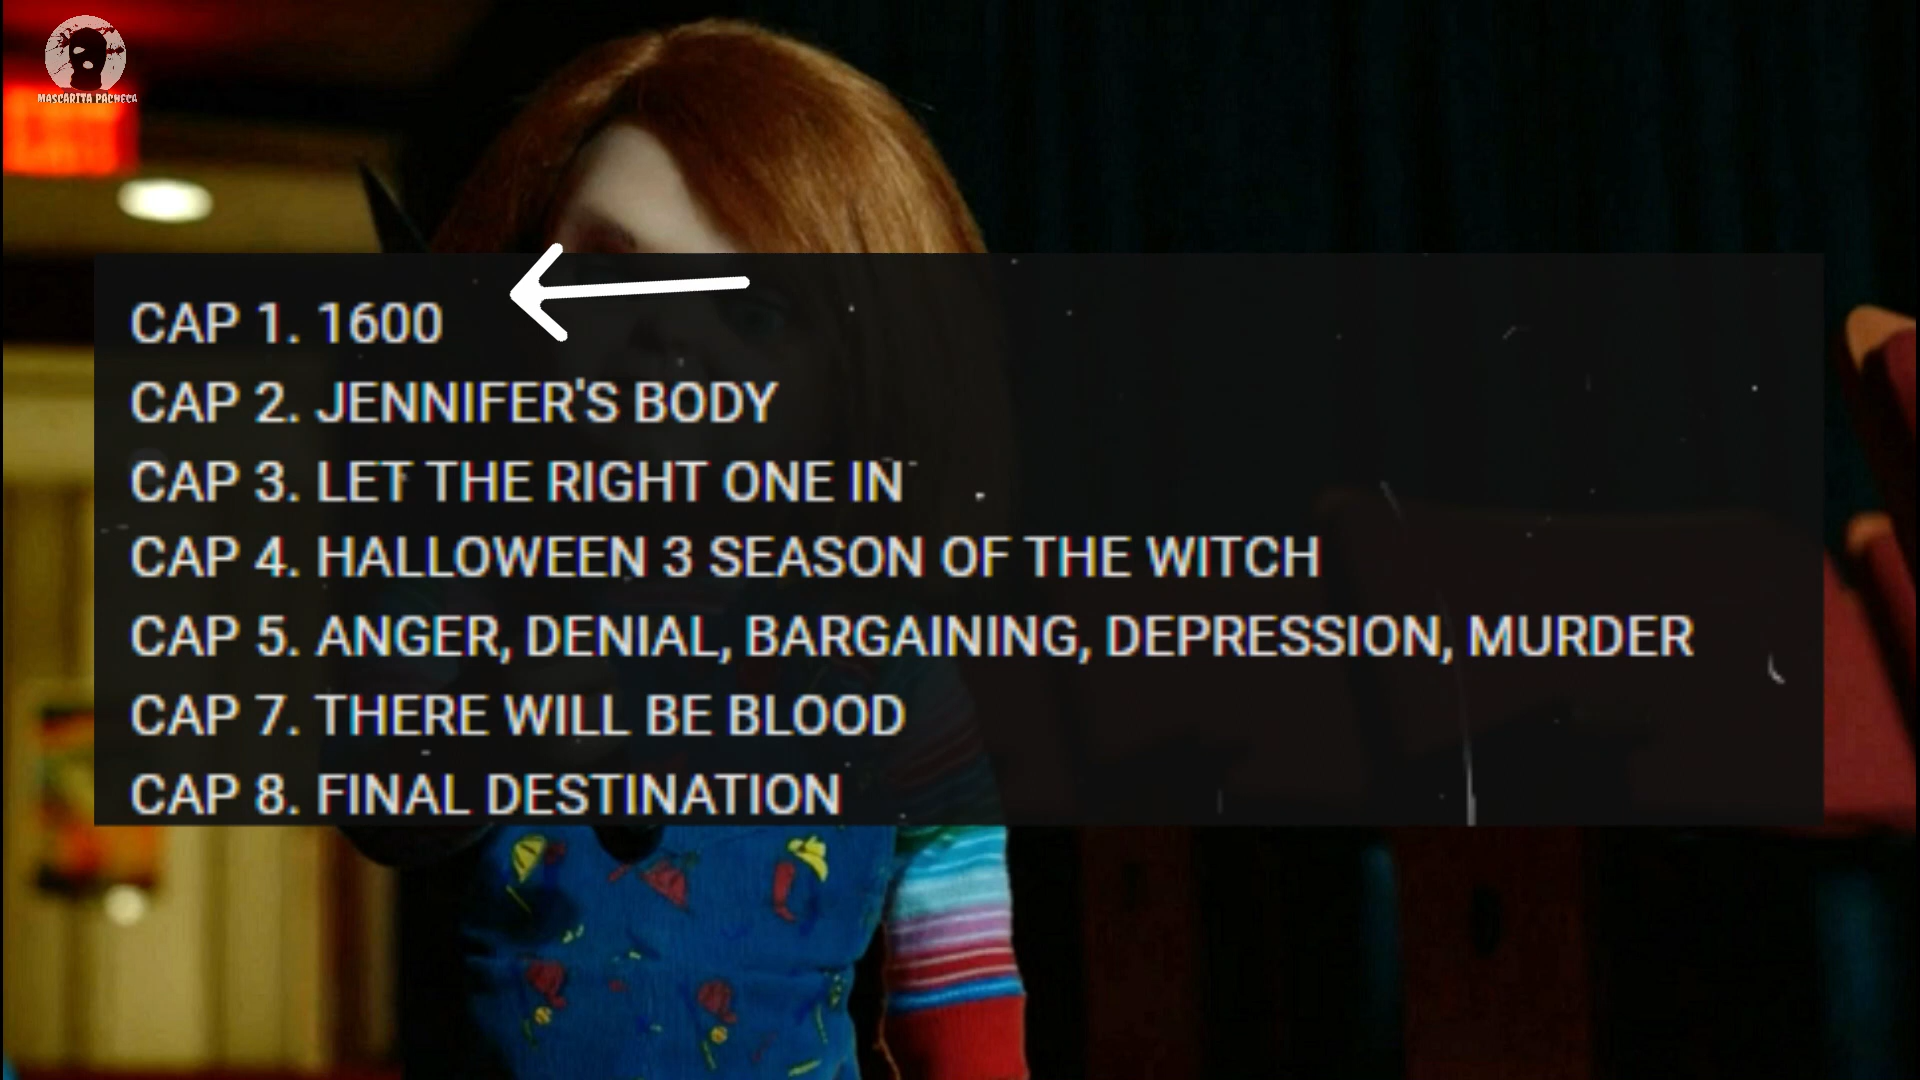 MASCARITA PACHECA
CAP 1. 1600
CAP 2. JENNIFER'S BODY
CAP 3. LET THE RIGHT ONE IN
CAP 4. HALLOWEEN 3 SEASON OF THE WITCH
CAP 5. ANGER, DENIAL, BARGAINING, DEPRESSION, MURDER
CAP 7. THERE WILL BE BLOOD
CAP 8. FINAL DESTINATION